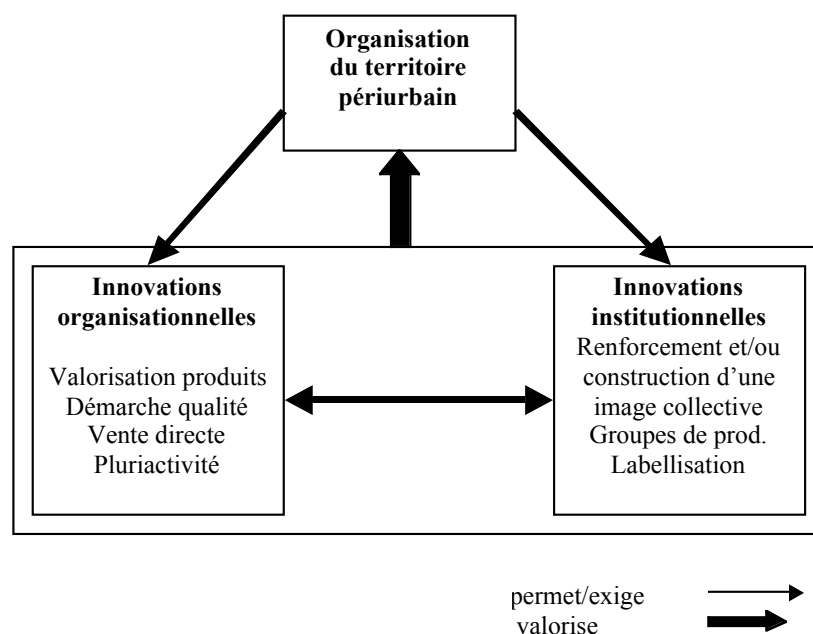 Organisation
du territoire
périurbain
Innovations
organisationnelles
Valorisation produits
Démarche qualité
Vente directe
Pluriactivité
Innovations
institutionnelles
Renforcement et/ou
construction d’une
image collective
Groupes de prod.
Labellisation
permet/exige
valorise